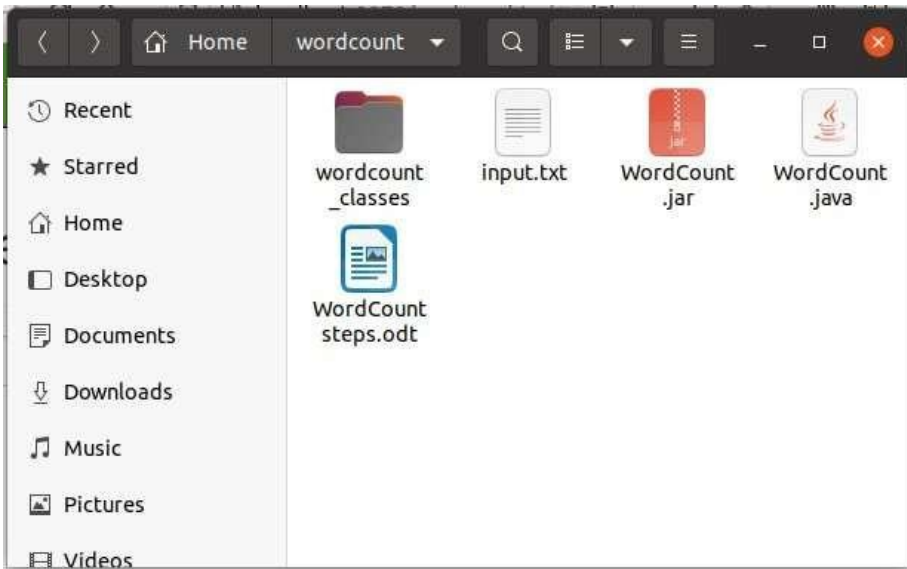 Home
wordcount
Recent
Starred
Home
Desktop
Documents
Downloads
Music
Pictures
Videos
wordcount
_classes
input.txt
jar
WordCount
.jar
WordCount
.java
WordCount
steps.odt